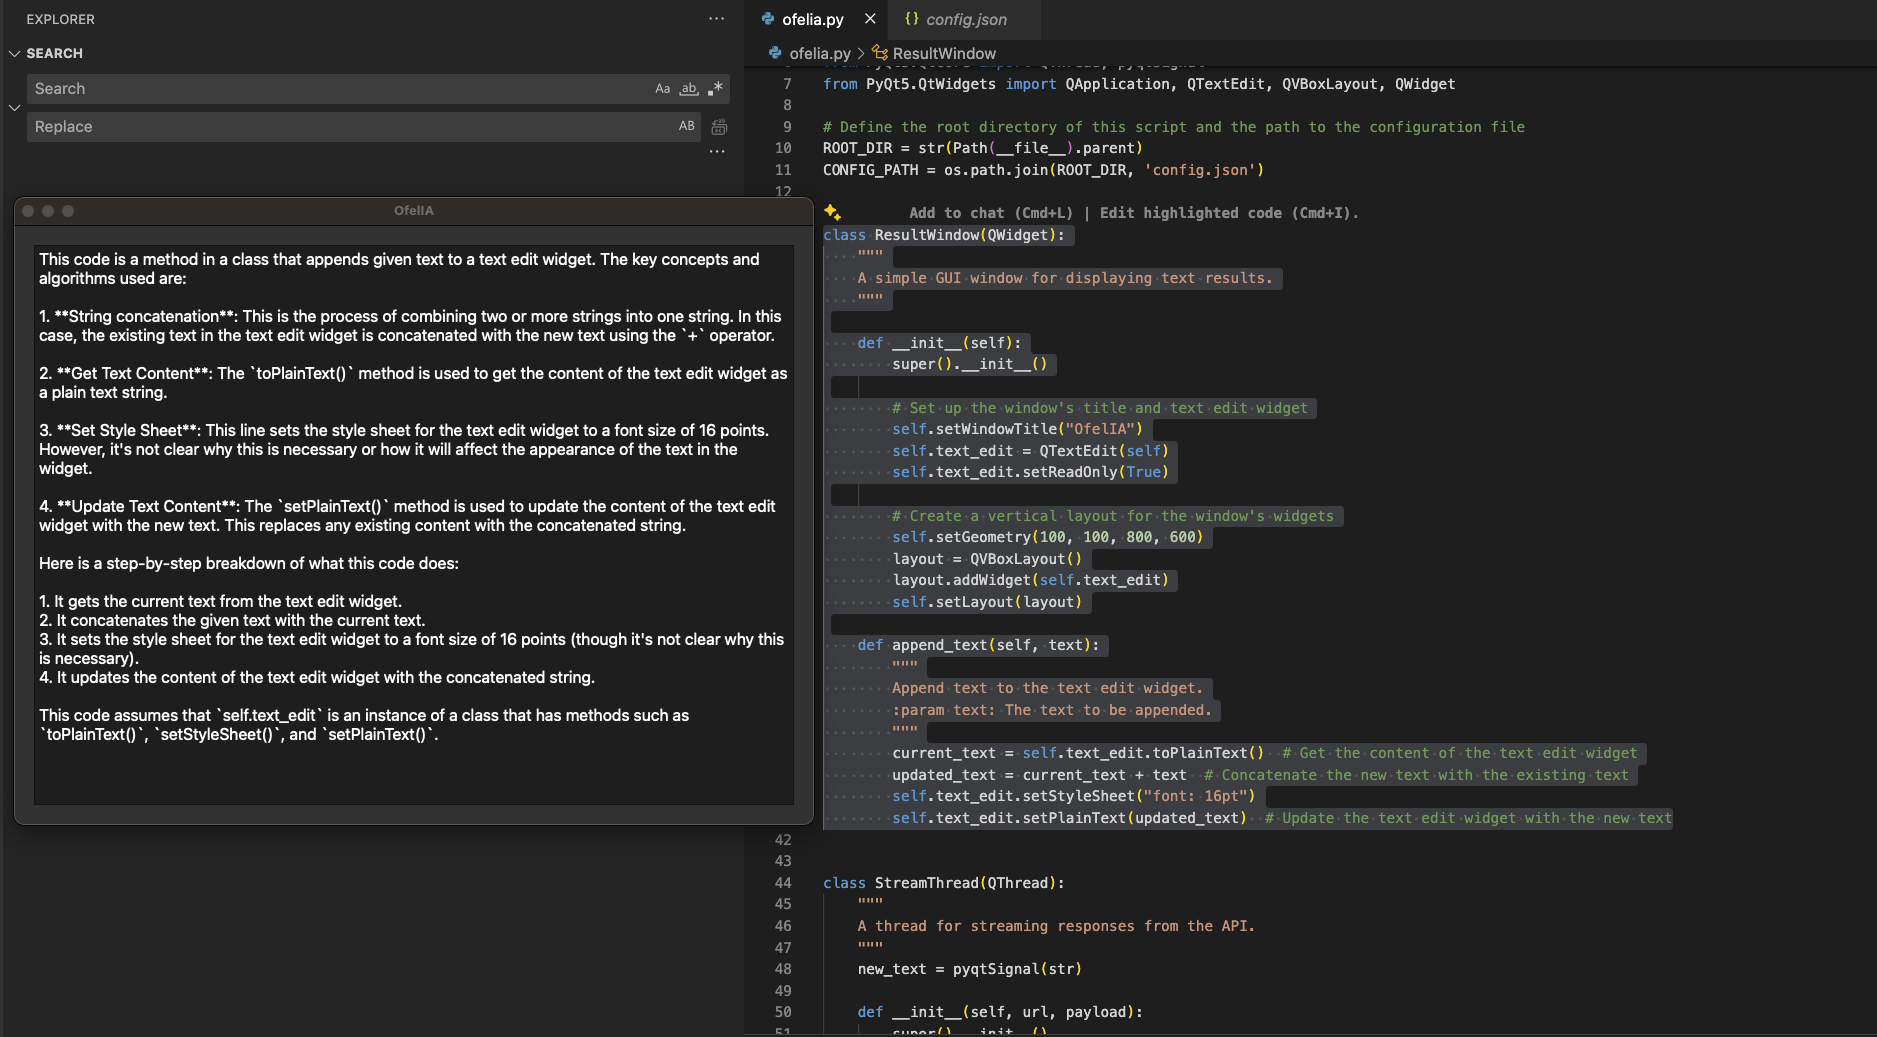 EXPLORER
SEARCH
Search
Aa ab .*
Replace
AB
OfelIA
This code is a method in a class that appends given text to a text edit widget. The key concepts and
algorithms used are:
1. **String concatenation**: This is the process of combining two or more strings into one string. In this
case, the existing text in the text edit widget is concatenated with the new text using the `+` operator.
2. **Get Text Content**: The `toPlainText()` method is used to get the content of the text edit widget as
a plain text string.
3. **Set Style Sheet**: This line sets the style sheet for the text edit widget to a font size of 16 points.
However, it's not clear why this is necessary or how it will affect the appearance of the text in the
widget.
4. **Update Text Content**: The `setPlainText()` method is used to update the content of the text edit
widget with the new text. This replaces any existing content with the concatenated string.
Here is a step-by-step breakdown of what this code does:
1. It gets the current text from the text edit widget.
2. It concatenates the given text with the current text.
3. It sets the style sheet for the text edit widget to a font size of 16 points (though it's not clear why this
is necessary).
4. It updates the content of the text edit widget with the concatenated string.
This code assumes that `self.text_edit` is an instance of a class that has methods such as
`toPlainText()`, `setStyleSheet()`, and `setPlainText()`.
ofelia.py
{} config.json
ofelia.py > ResultWindow
7 from PyQt5.QtWidgets import QApplication, QTextEdit, QVBoxLayout, QWidget
8
9 # Define the root directory of this script and the path to the configuration file
10 ROOT_DIR = str(Path(__file__).parent)
11 CONFIG_PATH = os.path.join(ROOT_DIR, 'config.json')
12
Add to chat (Cmd+L) | Edit highlighted code (Cmd+I).
class ResultWindow(QWidget):
"""
A simple GUI window for displaying text results.
"""
def __init__(self):
super().__init__()
# Set up the window's title and text edit widget
self.setWindowTitle("OfelIA")
self.text_edit = QTextEdit(self)
self.text_edit.setReadOnly(True)
# Create a vertical layout for the window's widgets
self.setGeometry(100, 100, 800, 600)
layout = QVBoxLayout()
layout.addWidget(self.text_edit)
self.setLayout(layout)
def append_text(self, text):
"""
Append text to the text edit widget.
:param text: The text to be appended.
"""
current_text = self.text_edit.toPlainText() # Get the content of the text edit widget
updated_text = current_text + text # Concatenate the new text with the existing text
self.text_edit.setStyleSheet("font: 16pt")
self.text_edit.setPlainText(updated_text) # Update the text edit widget with the new text
42
43
44 class StreamThread(QThread):
45 """
46 A thread for streaming responses from the API.
47 """
48 new_text = pyqtSignal(str)
49
50 def __init__(self, url, payload):
51 super().__init__()